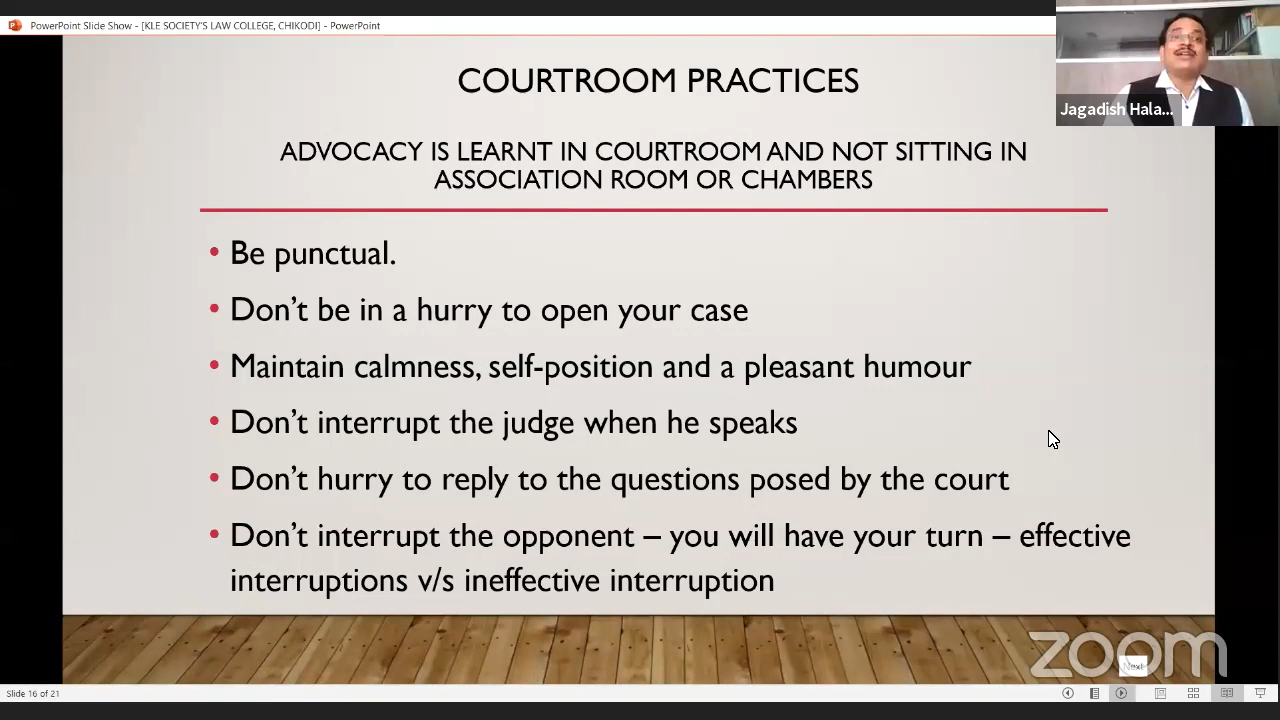 PowerPoint Slide Show - [KLE SOCIETY'S LAW COLLEGE, CHIKODI] - PowerPoint
Jagadish Hala...
COURTROOM PRACTICES
ADVOCACY IS LEARNT IN COURTROOM AND NOT SITTING IN
ASSOCIATION ROOM OR CHAMBERS
• Be punctual.
• Don't be in a hurry to open your case
• Maintain calmness, self-position and a pleasant humour
• Don't interrupt the judge when he speaks
• Don't hurry to reply to the questions posed by the court
• Don't interrupt the opponent – you will have your turn – effective
interruptions v/s ineffective interruption
zoom
Next
Slide 16 of 21